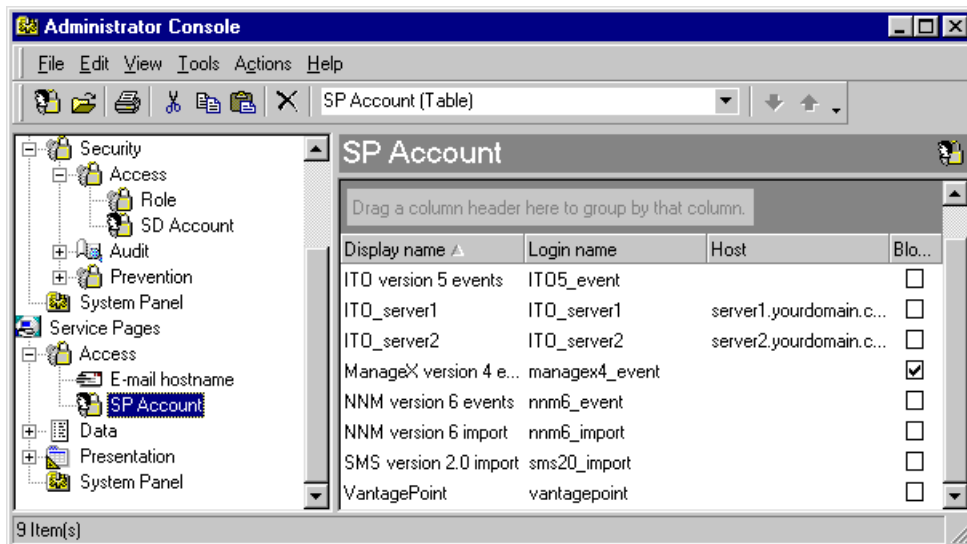 Administrator Console
File Edit View Tools Actions Help
SP Account (Table)
Security
Access
Role
SD Account
Audit
Prevention
System Panel
Service Pages
Access
E-mail hostname
SP Account
Data
Presentation
System Panel
SP Account
Drag a column header here to group by that column.
Display name Login name Host Blo...
ITO version 5 events ITO5_event
ITO_server1 ITO_server1 server1.yourdomain.c...
ITO_server2 ITO_server2 server2.yourdomain.c...
ManageX version 4 e... managex4_event
NNM version 6 events nnm6_event
NNM version 6 import nnm6_import
SMS version 2.0 import sms20_import
VantagePoint vantagepoint
9 Item(s)